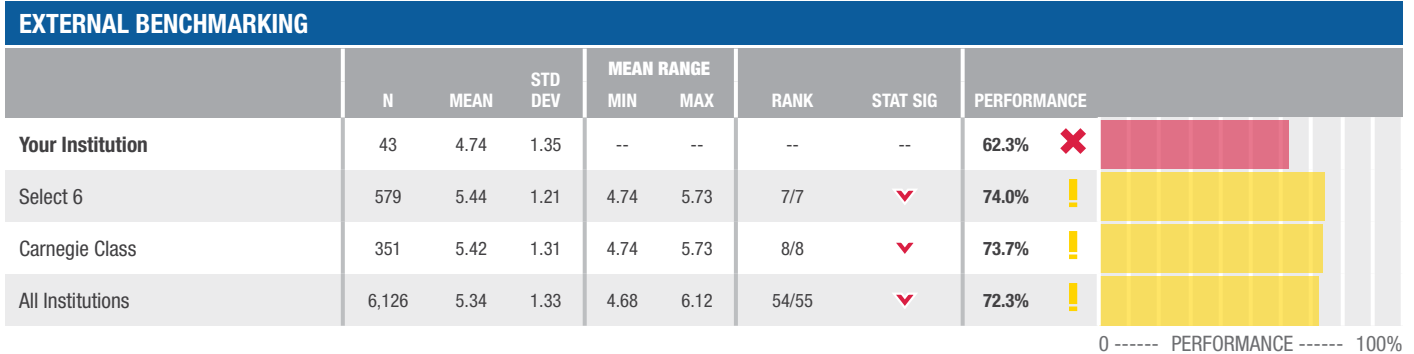 EXTERNAL BENCHMARKING
STD MEAN RANGE
N MEAN DEV MIN MAX RANK STAT SIG PERFORMANCE
Your Institution 43 4.74 1.35 -- -- -- -- 62.3%
Select 6 579 5.44 1.21 4.74 5.73 7/7 74.0%
Carnegie Class 351 5.42 1.31 4.74 5.73 8/8 73.7%
All Institutions 6,126 5.34 1.33 4.68 6.12 54/55 72.3%
0 ------ PERFORMANCE ------ 100%